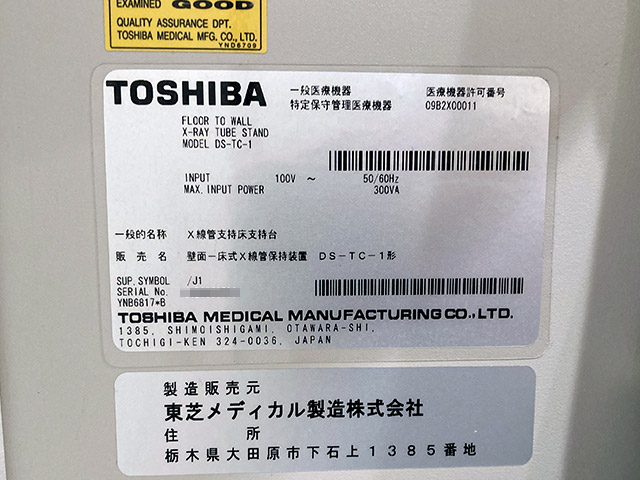 EXAMINED GOOD
QUALITY ASSURANCE DPT.
TOSHIBA MEDICAL MFG. CO., LTD.
YND6709
TOSHIBA
一般医療機器
特定保守管理医療機器
医療機器許可番号
09B2X00011
FLOOR TO WALL
X-RAY TUBE STAND
MODEL DS-TC-1
INPUT 100V ～ 50/60Hz
MAX. INPUT POWER 300VA
一般的名称 X線管支持床支持台
販売名 壁面－床式X線管保持装置 DS－TC－1形
SUP. SYMBOL /J1
SERIAL No.
YNB6817*B
TOSHIBA MEDICAL MANUFACTURING CO., LTD.
1385, SHIMOISHIGAMI, OTAWARA-SHI,
TOCHIGI-KEN 324-0036, JAPAN
製造販売元
東芝メディカル製造株式会社
住所
栃木県大田原市下石上1385番地